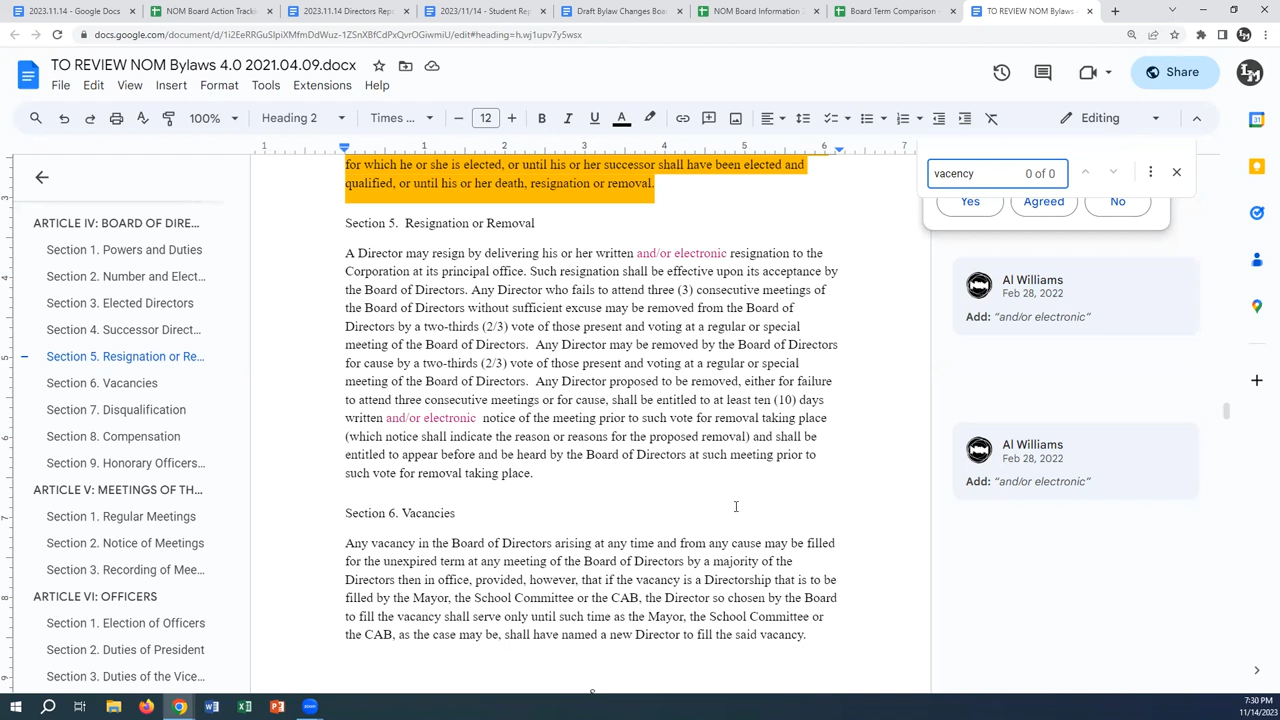 2023.11.14 - Google Docs
NOM Board Action Tracki
2023.11.14 Directors Repo
2023/11/14 - Student Rep
Draft Bylaw Changes Boar
NOM Board Information 2
Board Term Comparison -
TO REVIEW NOM Bylaws
docs.google.com/document/d/1i2EeRRGuSIpiXMfmDdWuz-1ZSnXBfCdPxQvrOGiwmiU/edit#heading=h.wj1upv7y5wsx
TO REVIEW NOM Bylaws 4.0 2021.04.09.docx
File Edit View Insert Format Tools Extensions Help
Share
LM
100% Heading 2 Times ... 12 Editing
1 1 2 3 4 5 6 7
for which he or she is elected, or until his or her successor shall have been elected and
qualified, or until his or her death, resignation or removal.
Section 5.  Resignation or Removal
A Director may resign by delivering his or her written and/or electronic resignation to the
Corporation at its principal office. Such resignation shall be effective upon its acceptance by
the Board of Directors. Any Director who fails to attend three (3) consecutive meetings of
the Board of Directors without sufficient excuse may be removed from the Board of
Directors by a two-thirds (2/3) vote of those present and voting at a regular or special
meeting of the Board of Directors.  Any Director may be removed by the Board of Directors
for cause by a two-thirds (2/3) vote of those present and voting at a regular or special
meeting of the Board of Directors.  Any Director proposed to be removed, either for failure
to attend three consecutive meetings or for cause, shall be entitled to at least ten (10) days
written and/or electronic  notice of the meeting prior to such vote for removal taking place
(which notice shall indicate the reason or reasons for the proposed removal) and shall be
entitled to appear before and be heard by the Board of Directors at such meeting prior to
such vote for removal taking place.
Section 6. Vacancies
Any vacancy in the Board of Directors arising at any time and from any cause may be filled
for the unexpired term at any meeting of the Board of Directors by a majority of the
Directors then in office, provided, however, that if the vacancy is a Directorship that is to be
filled by the Mayor, the School Committee or the CAB, the Director so chosen by the Board
to fill the vacancy shall serve only until such time as the Mayor, the School Committee or
the CAB, as the case may be, shall have named a new Director to fill the said vacancy.
ARTICLE IV: BOARD OF DIRE...
Section 1. Powers and Duties
Section 2. Number and Elect...
Section 3. Elected Directors
Section 4. Successor Direct...
Section 5. Resignation or Re...
Section 6. Vacancies
Section 7. Disqualification
Section 8. Compensation
Section 9. Honorary Officers...
ARTICLE V: MEETINGS OF TH...
Section 1. Regular Meetings
Section 2. Notice of Meetings
Section 3. Recording of Mee...
ARTICLE VI: OFFICERS
Section 1. Election of Officers
Section 2. Duties of President
Section 3. Duties of the Vice...
3
4
5
6
7
8
9
vacancy 0 of 0
Yes Agreed No
Al Williams
Feb 28, 2022
Add: “and/or electronic”
Al Williams
Feb 28, 2022
Add: “and/or electronic”
7:30 PM
11/14/2023